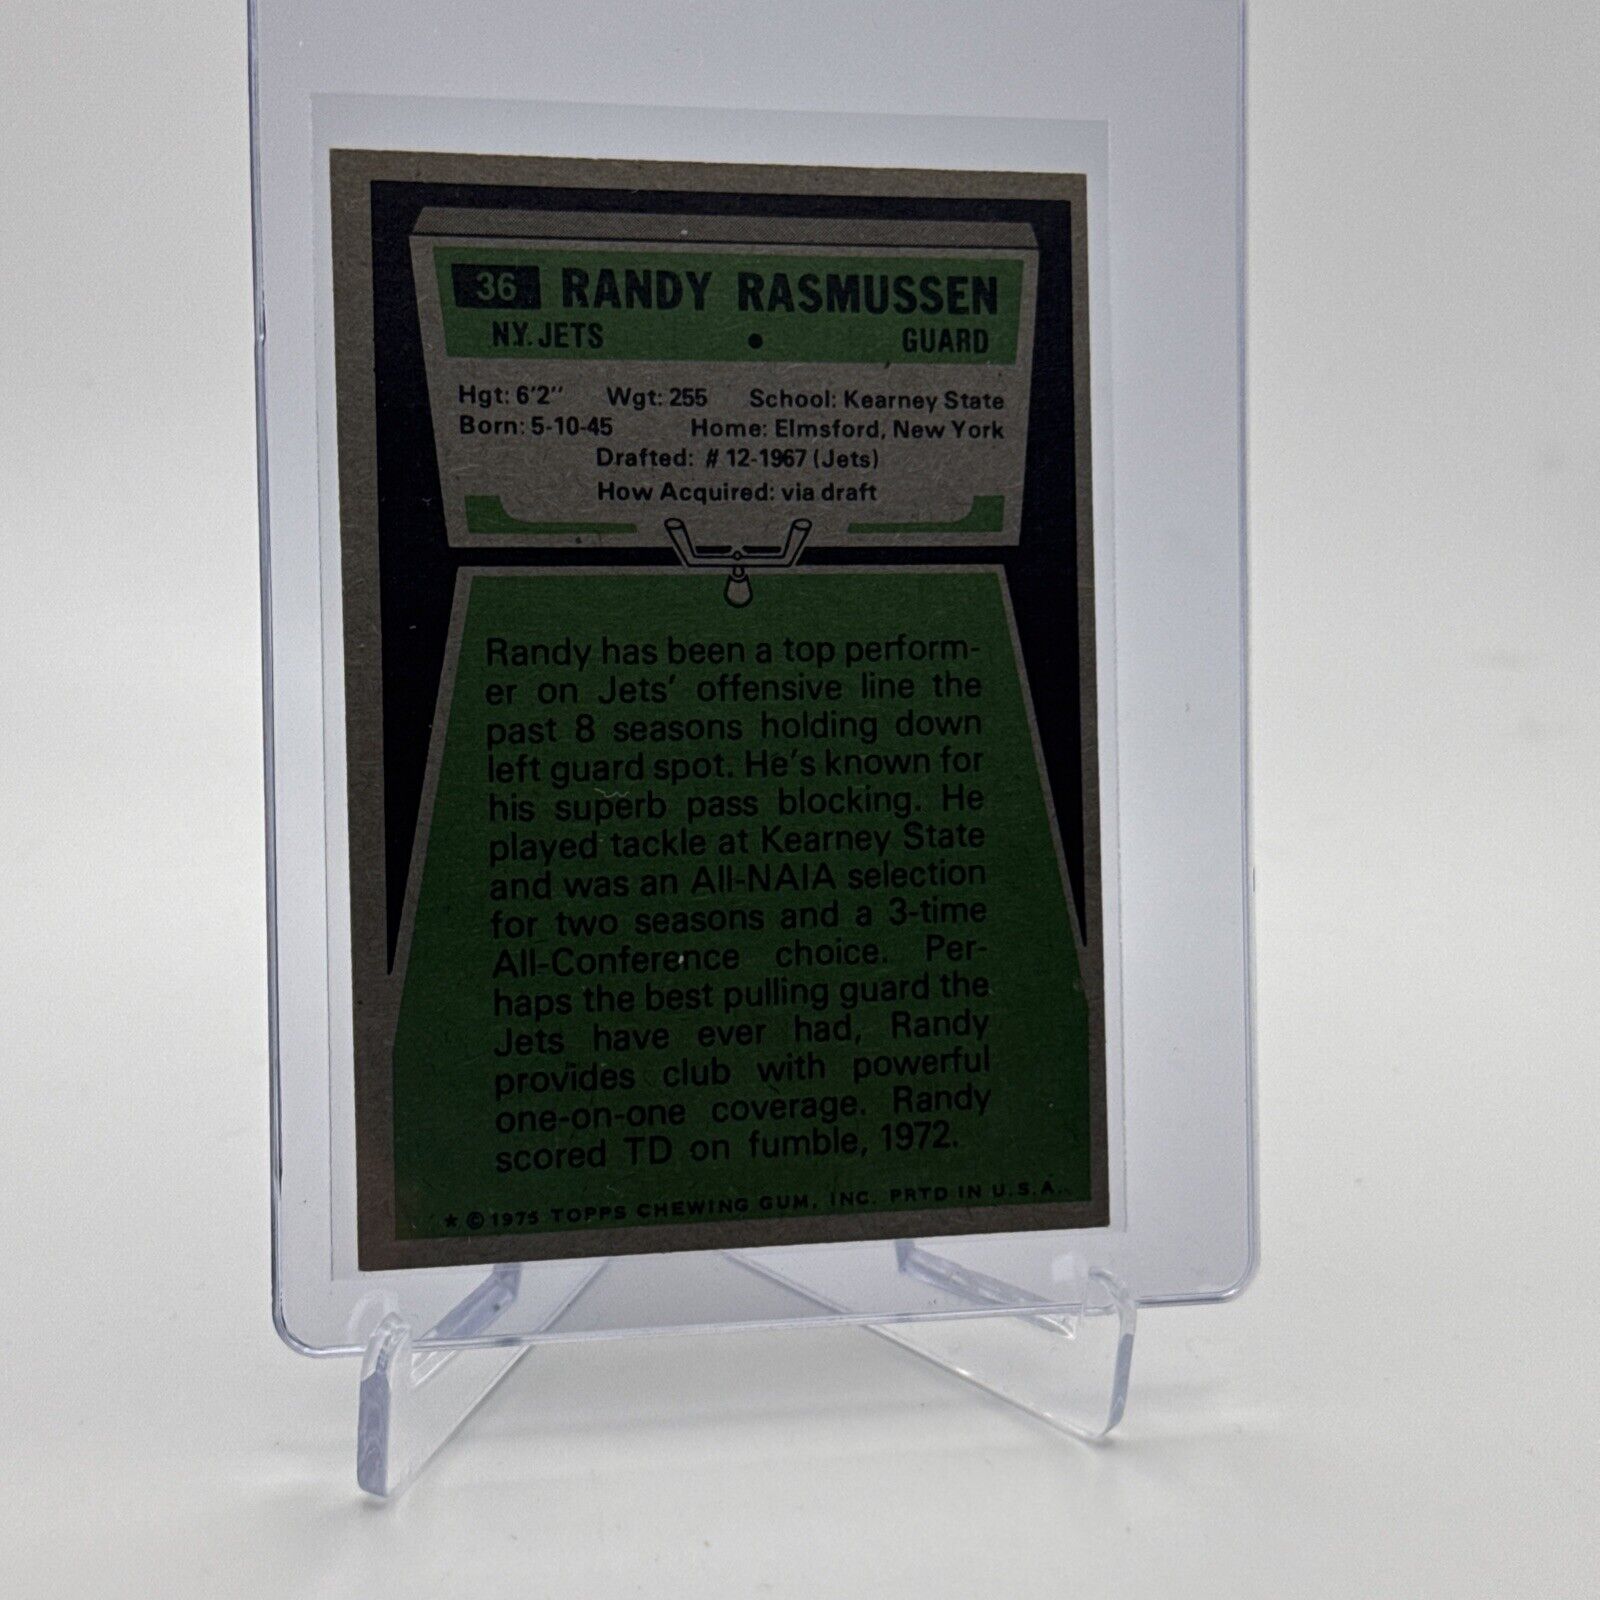 36 RANDY RASMUSSEN
N.Y. JETS • GUARD
Hgt: 6'2" Wgt: 255 School: Kearney State
Born: 5-10-45 Home: Elmsford, New York
Drafted: # 12-1967 (Jets)
How Acquired: via draft
Randy has been a top perform-
er on Jets' offensive line the
past 8 seasons holding down
left guard spot. He's known for
his superb pass blocking. He
played tackle at Kearney State
and was an All-NAIA selection
for two seasons and a 3-time
All-Conference choice. Per-
haps the best pulling guard the
Jets have ever had, Randy
provides club with powerful
one-on-one coverage. Randy
scored TD on fumble, 1972.
★ © 1975 TOPPS CHEWING GUM, INC. PRTD IN U.S.A.